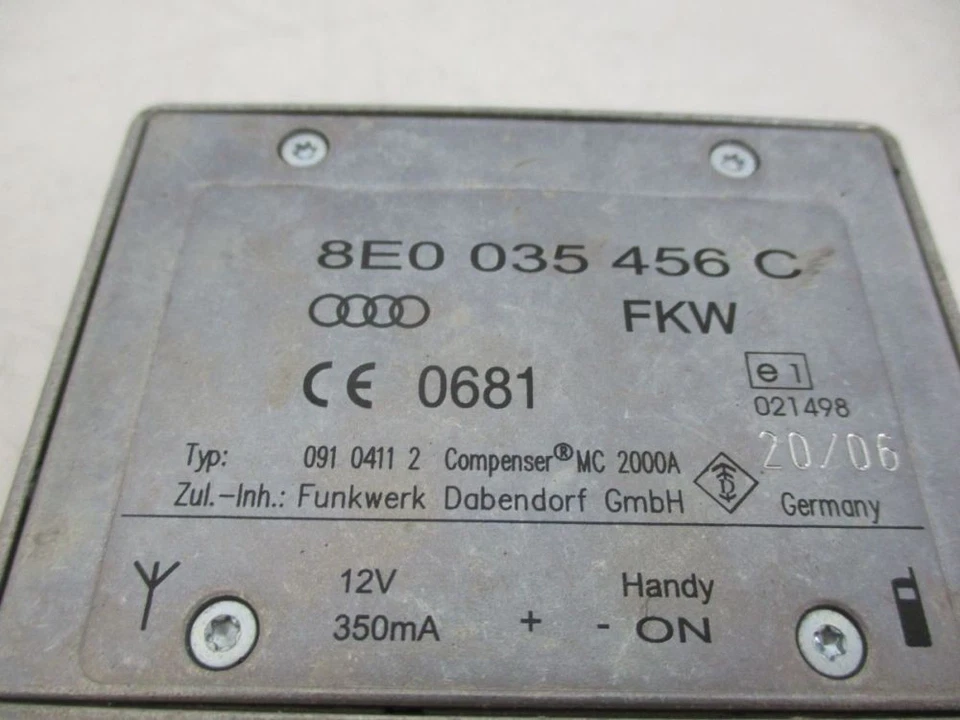 8E0 035 456 C
FKW
CE 0681
e 1
021498
20/06
Typ: 091 0411 2 Compenser®MC 2000A
Zul.-Inh.: Funkwerk Dabendorf GmbH Germany
12V Handy
350mA + - ON